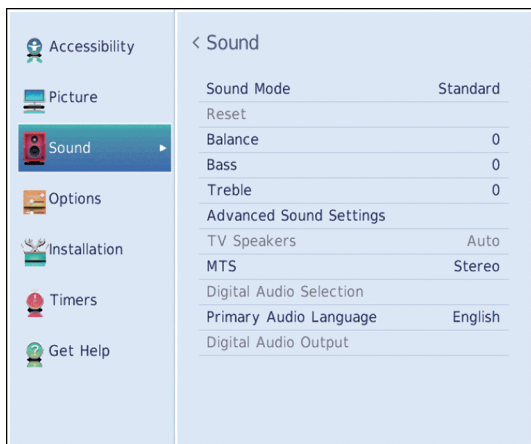 Accessibility
Picture
Sound
Options
Installation
Timers
Get Help
< Sound
Sound Mode Standard
Reset
Balance 0
Bass 0
Treble 0
Advanced Sound Settings
TV Speakers Auto
MTS Stereo
Digital Audio Selection
Primary Audio Language English
Digital Audio Output